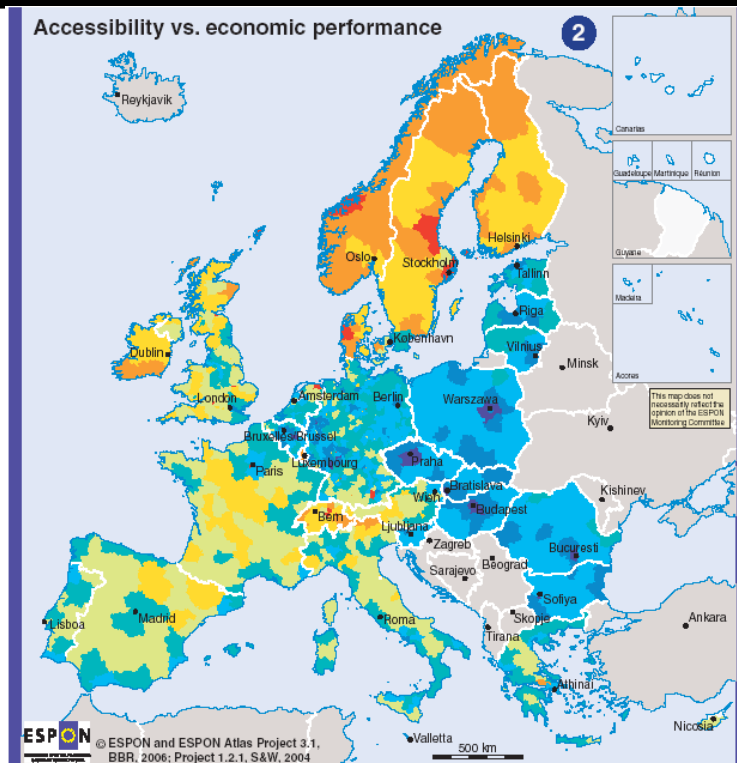 Accessibility vs. economic performance
2
Reykjavik
Canarias
Guadeloupe
Martinique
Réunion
Guyane
Madeira
Acores
Helsinki
Oslo
Stockholm
Tallinn
Riga
København
Vilnius
Minsk
Dublin
London
Amsterdam
Berlin
Warszawa
This map does not
necessarily reflect the
opinion of the ESPON
Monitoring Committee
Kyiv
Bruxelles/Brussel
Luxembourg
Praha
Paris
Kishinev
Wien
Bratislava
Bern
Budapest
Ljubljana
Zagreb
Bucuresti
Beograd
Sarajevo
Sofiya
Skopje
Madrid
Lisboa
Roma
Tirana
Ankara
Athinai
Nicosia
Valletta
ESPON
© ESPON and ESPON Atlas Project 3.1,
BBR, 2006; Project 1.2.1, S&W, 2004
500 km